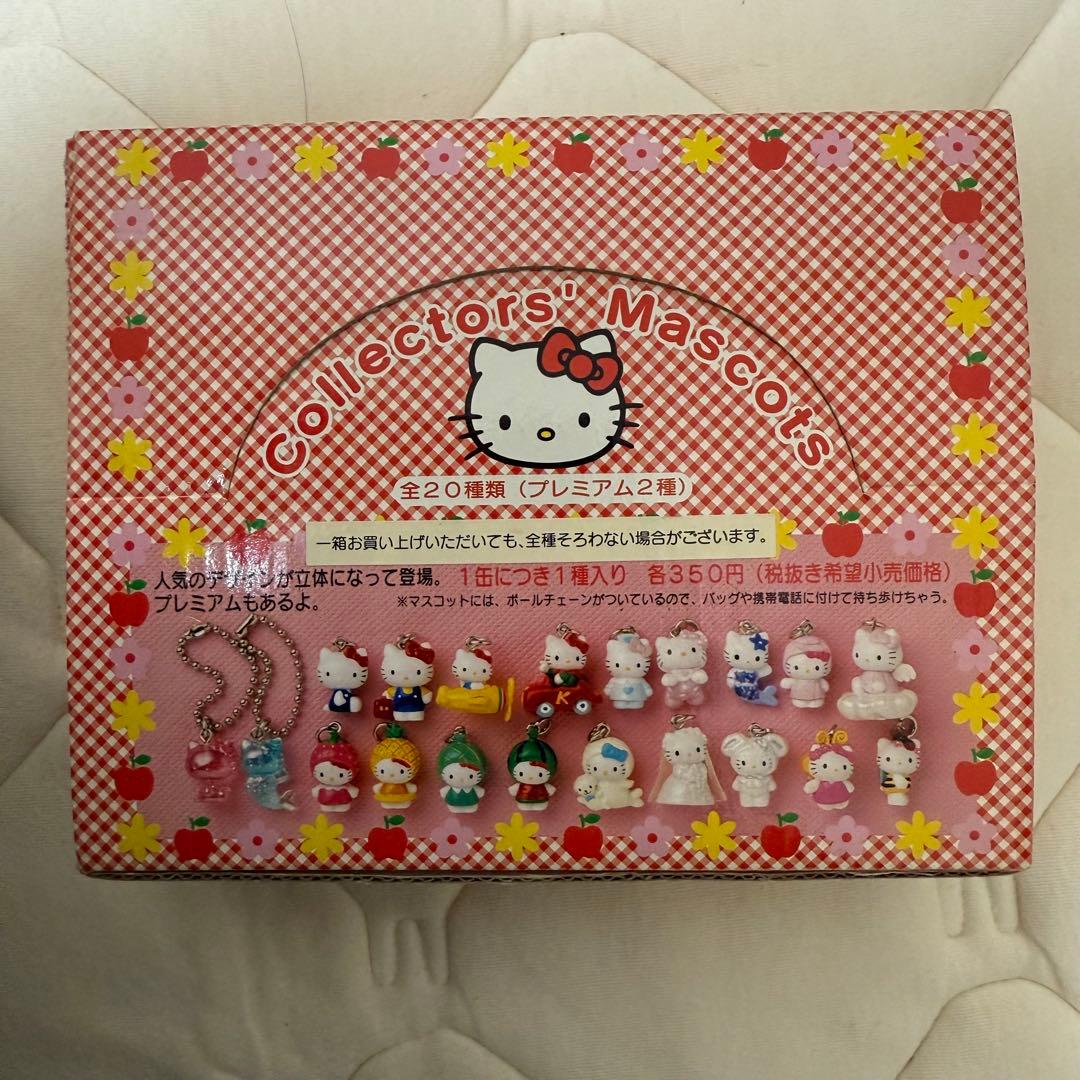 Collectors' Mascots
全20種類（プレミアム2種）
一箱お買い上げいただいても、全種そろわない場合がございます。
人気のデザインが立体になって登場。 1缶につき1種入り 各350円（税抜き希望小売価格）
プレミアムもあるよ。 ※マスコットには、ボールチェーンがついているので、バッグや携帯電話に付けて持ち歩けちゃう。
K